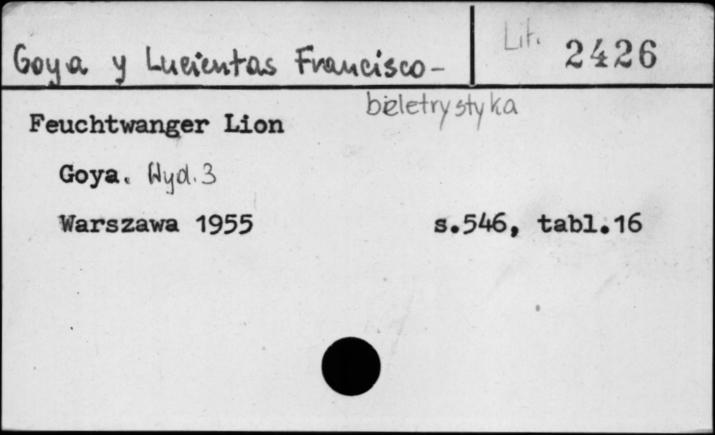 Goya y Lucientas Francisco-
Lit. 2426
beletrystyka
Feuchtwanger Lion
Goya. Wyd.3
Warszawa 1955 s.546, tabl.16